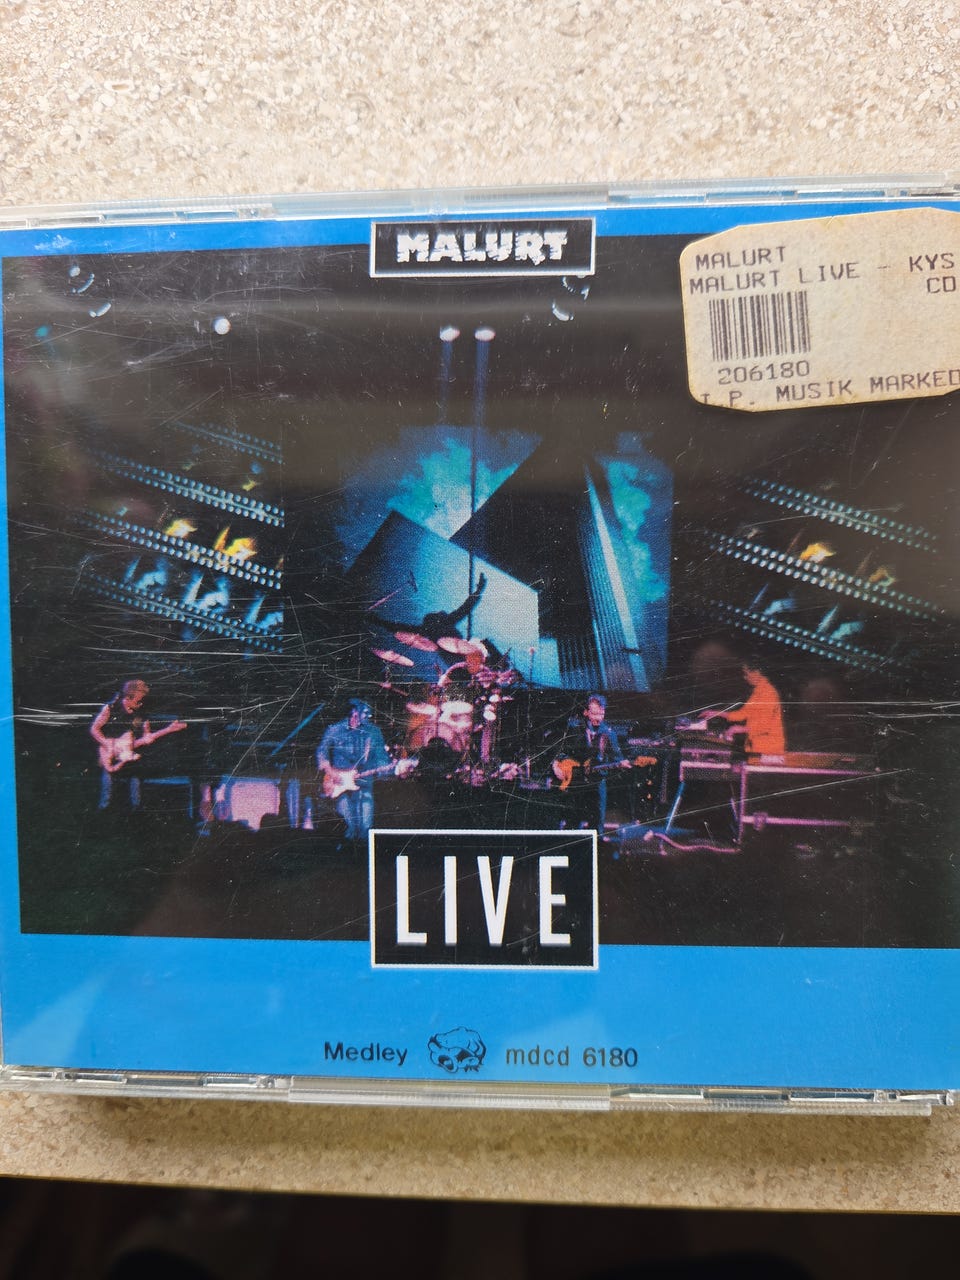 MALURT
MALURT
MALURT LIVE - KYS
CD
206180
I.P. MUSIK MARKED
LIVE
Medley mdcd 6180